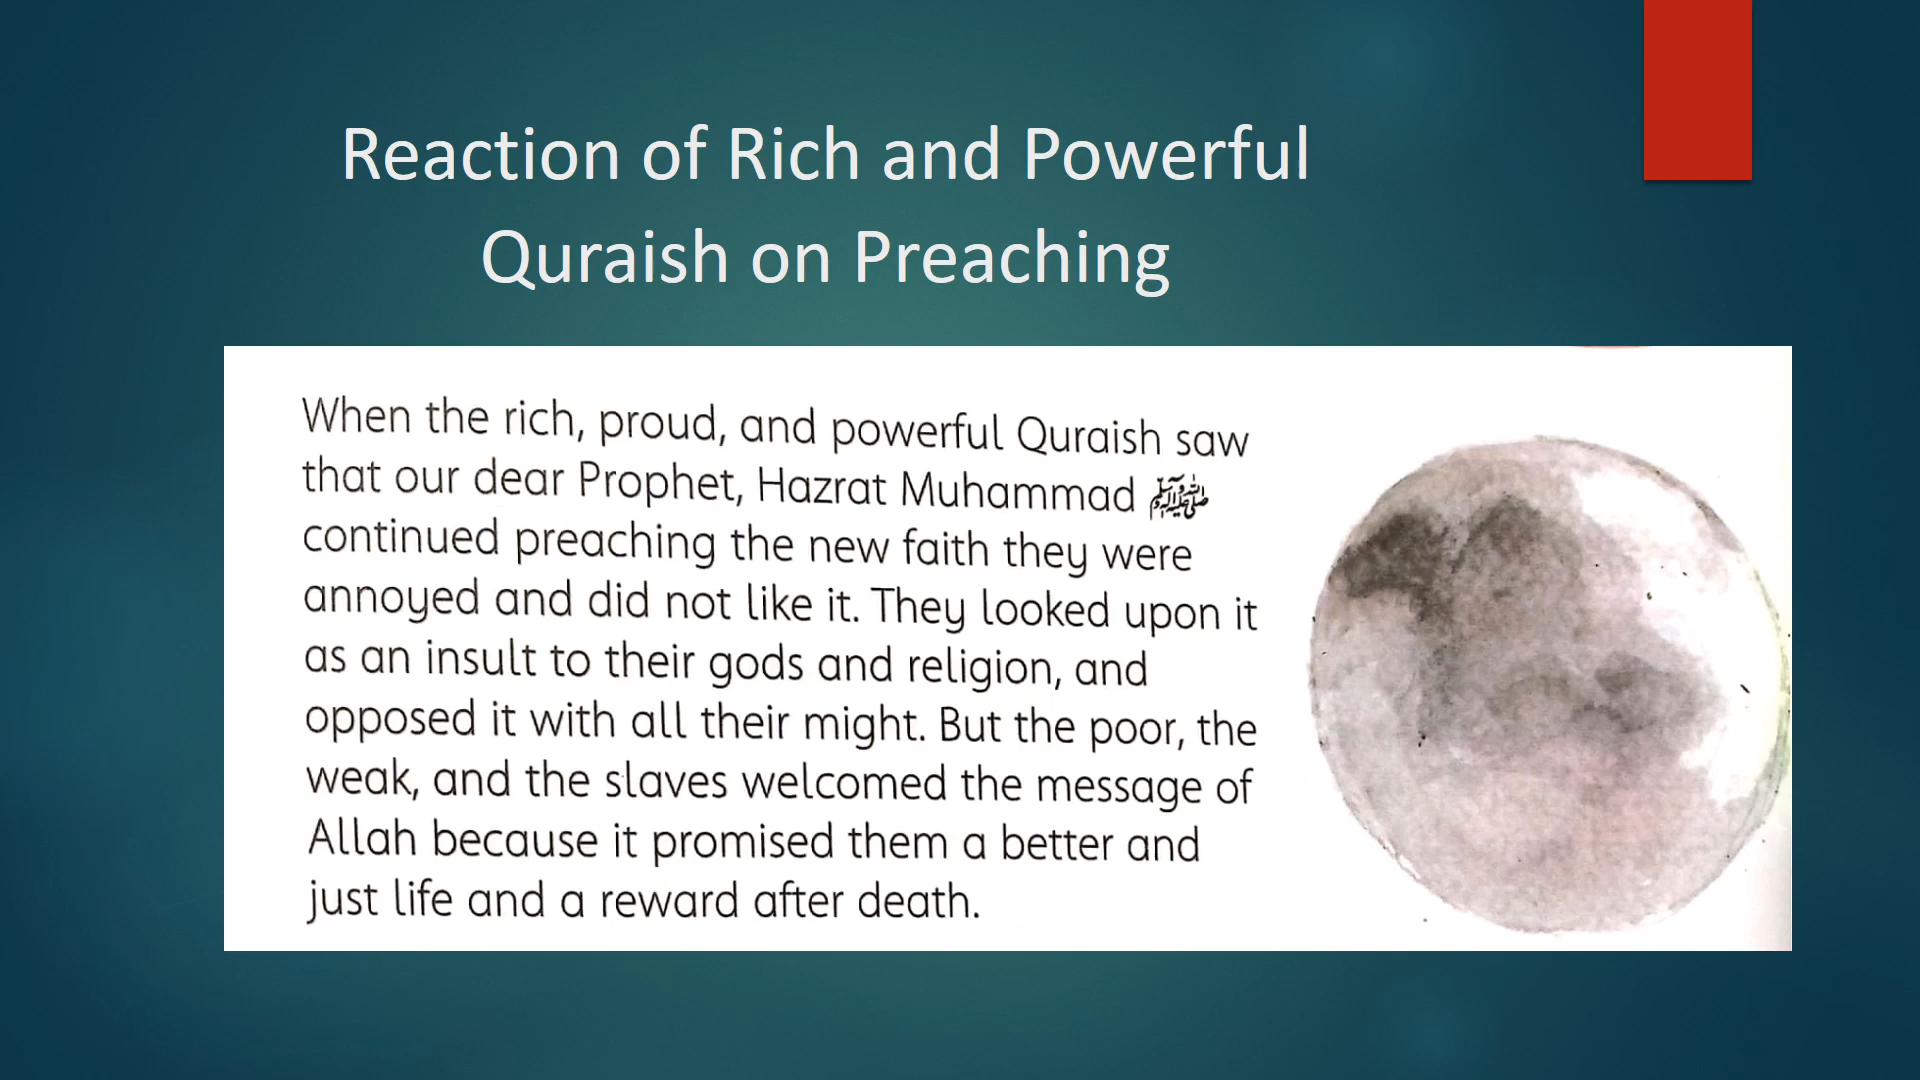 Reaction of Rich and Powerful
Quraish on Preaching
When the rich, proud, and powerful Quraish saw
that our dear Prophet, Hazrat Muhammad ﷺ
continued preaching the new faith they were
annoyed and did not like it. They looked upon it
as an insult to their gods and religion, and
opposed it with all their might. But the poor, the
weak, and the slaves welcomed the message of
Allah because it promised them a better and
just life and a reward after death.